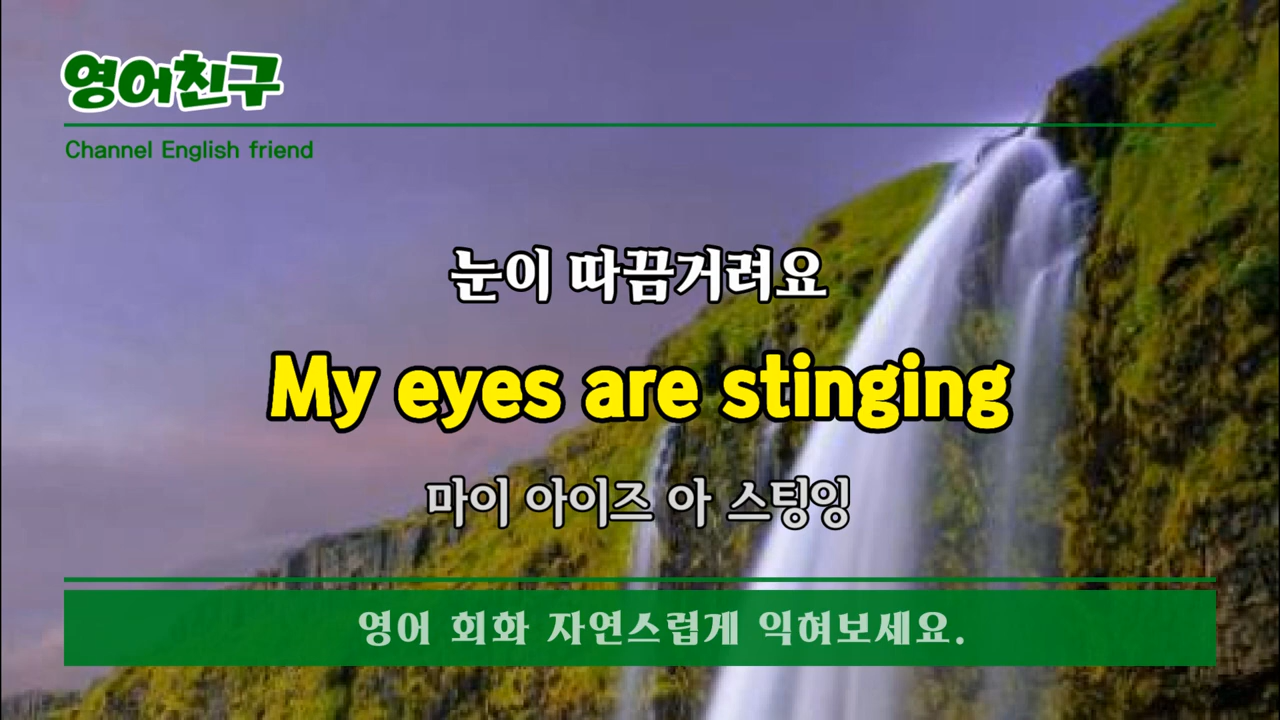 영어친구
Channel English friend
눈이 따끔거려요
My eyes are stinging
마이 아이즈 아 스팅잉
영어 회화 자연스럽게 익혀보세요.